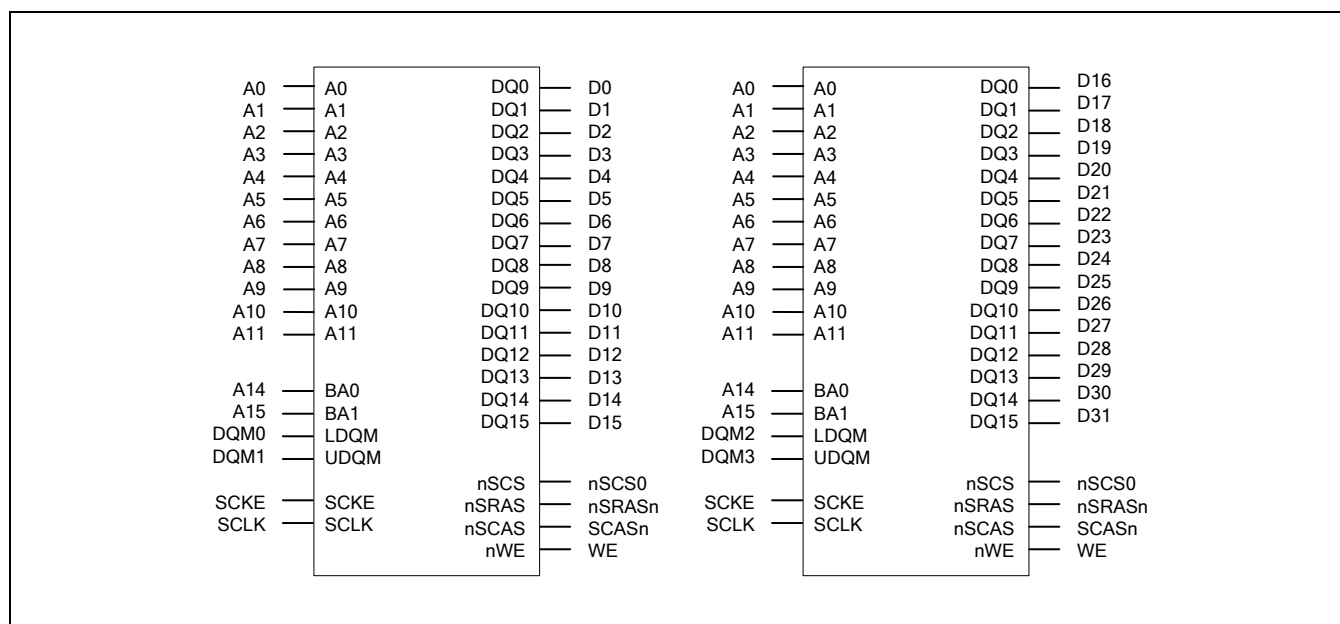 A0 A0 DQ0 D0 A0 A0 DQ0 D16
A1 A1 DQ1 D1 A1 A1 DQ1 D17
A2 A2 DQ2 D2 A2 A2 DQ2 D18
A3 A3 DQ3 D3 A3 A3 DQ3 D19
A4 A4 DQ4 D4 A4 A4 DQ4 D20
A5 A5 DQ5 D5 A5 A5 DQ5 D21
A6 A6 DQ6 D6 A6 A6 DQ6 D22
A7 A7 DQ7 D7 A7 A7 DQ7 D23
A8 A8 DQ8 D8 A8 A8 DQ8 D24
A9 A9 DQ9 D9 A9 A9 DQ9 D25
A10 A10 DQ10 D10 A10 A10 DQ10 D26
A11 A11 DQ11 D11 A11 A11 DQ11 D27
DQ12 D12 DQ12 D28
DQ13 D13 DQ13 D29
A14 BA0 DQ14 D14 A14 BA0 DQ14 D30
A15 BA1 DQ15 D15 A15 BA1 DQ15 D31
DQM0 LDQM DQM2 LDQM
DQM1 UDQM DQM3 UDQM
nSCS nSCS0 nSCS nSCS0
SCKE SCKE nSRAS nSRASn SCKE SCKE nSRAS nSRASn
SCLK SCLK nSCAS SCASn SCLK SCLK nSCAS SCASn
nWE WE nWE WE